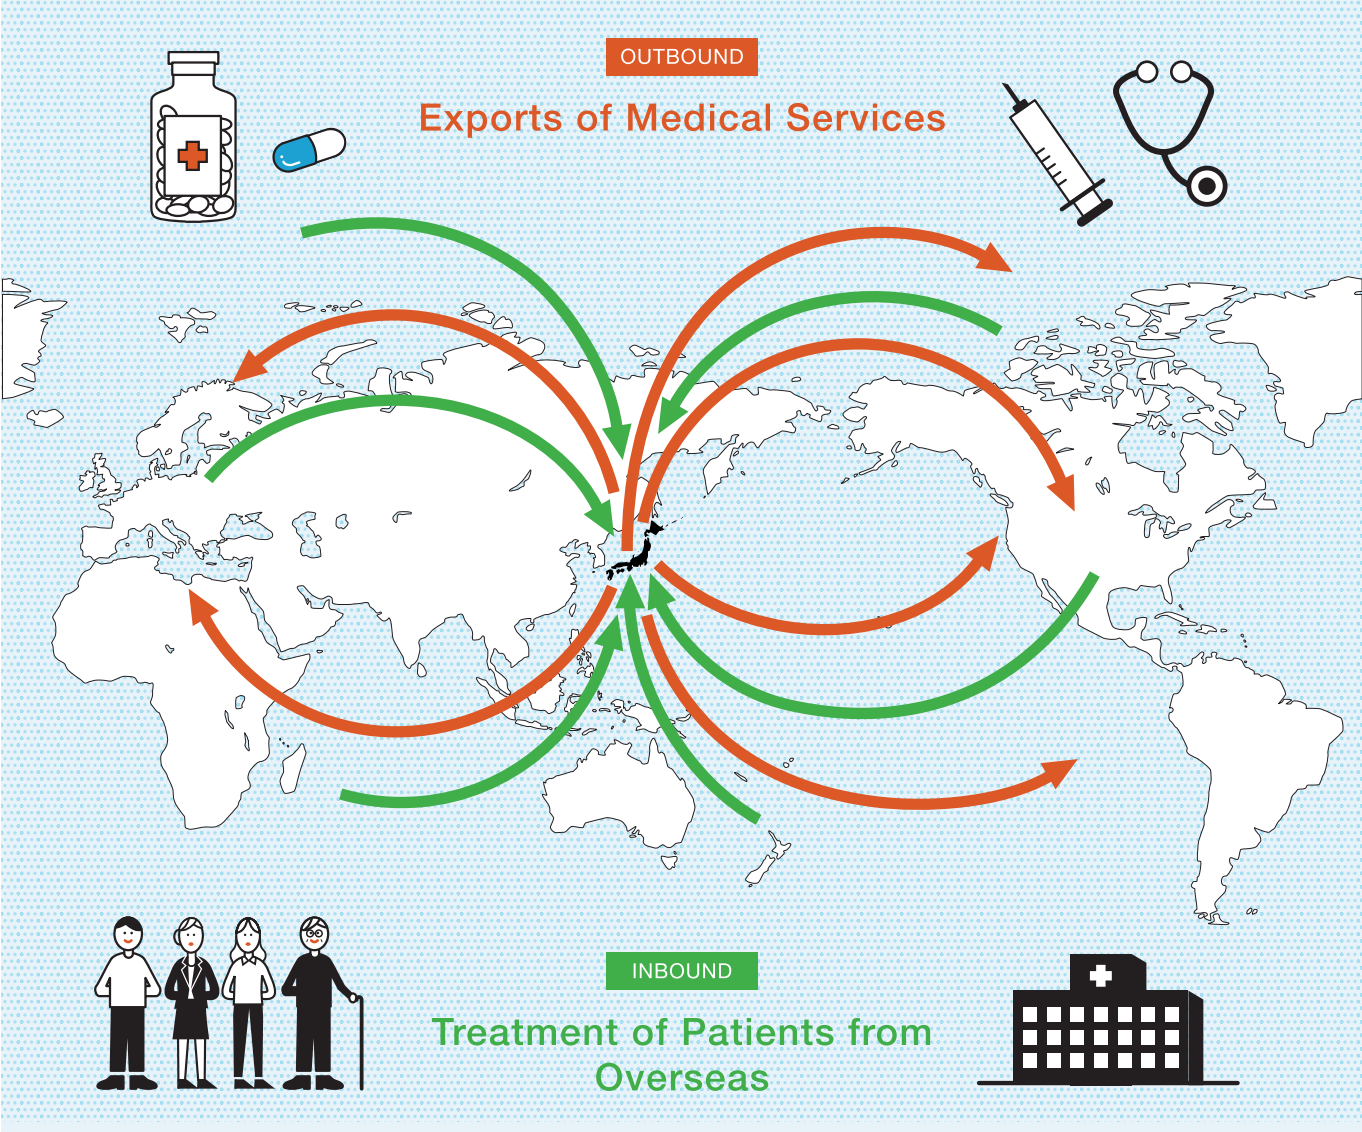 OUTBOUND
Exports of Medical Services
INBOUND
Treatment of Patients from
Overseas